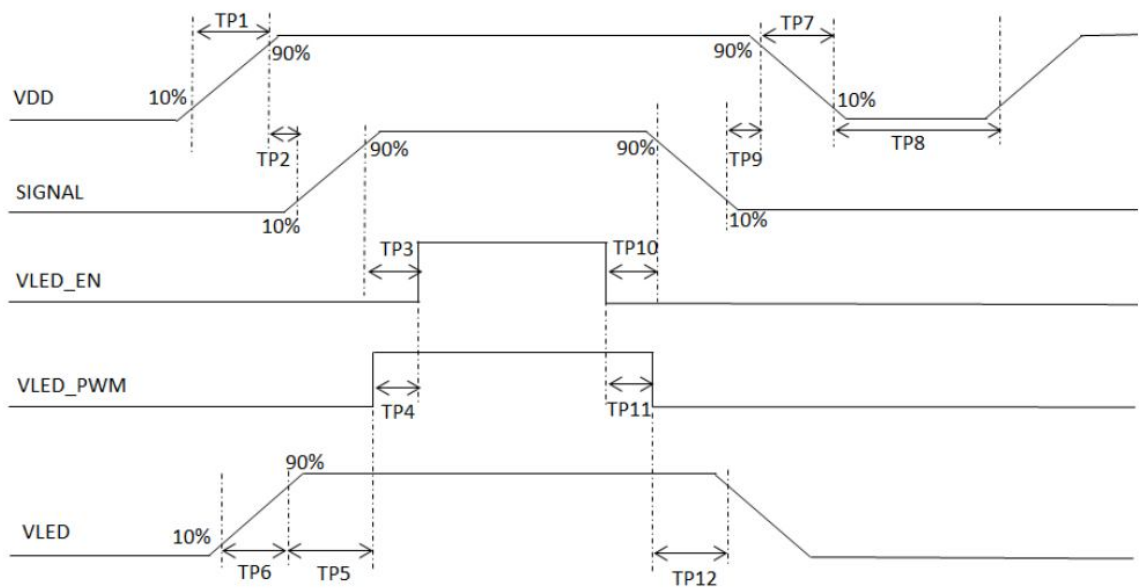 TP1
TP7
90%
90%
VDD
10%
10%
TP2
TP9
TP8
90%
90%
SIGNAL
10%
10%
TP3
TP10
VLED_EN
VLED_PWM
TP4
TP11
90%
VLED
10%
TP6
TP5
TP12